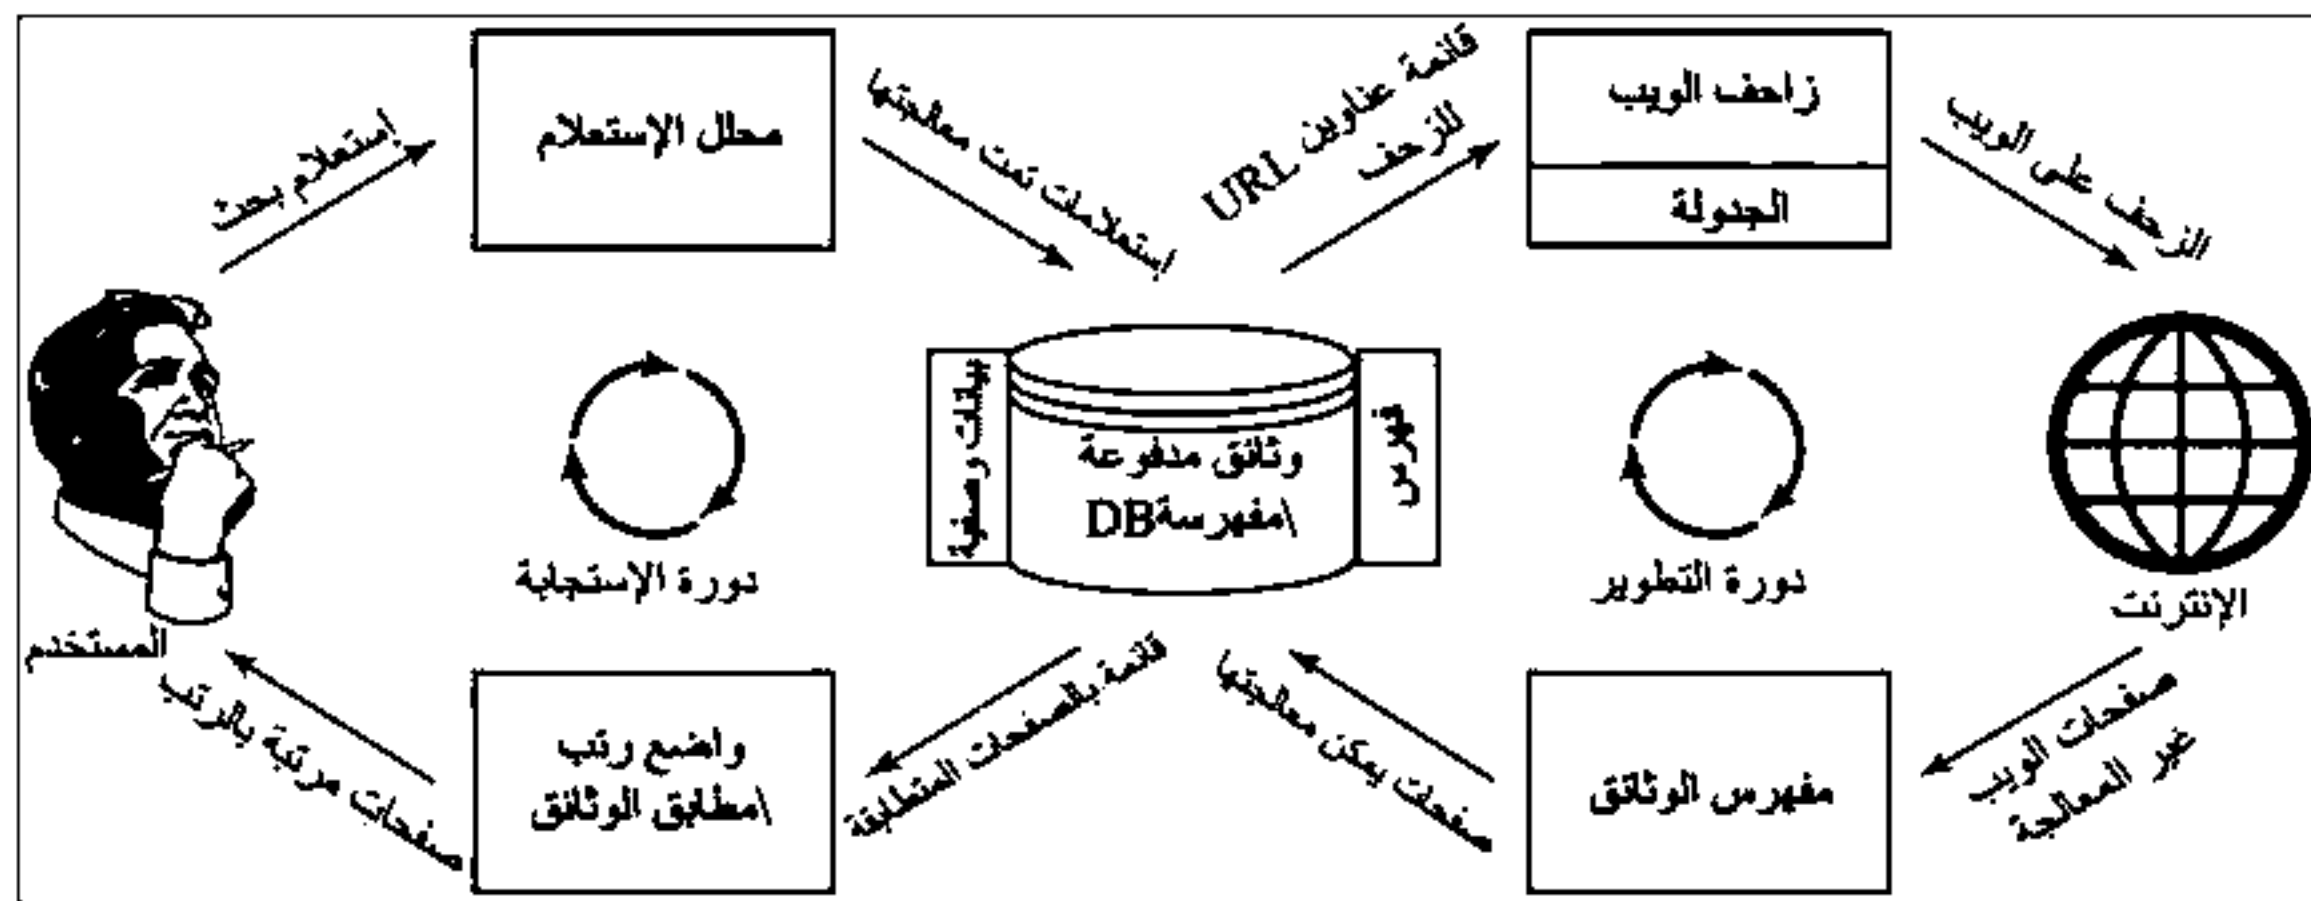 زاحف الويب
الجدولة
قائمة عناوين URL
للزحف
الزحف على الويب
محلل الإستعلام
إستعلام بحث
إستعلامات تمت معالجتها
الإنترنت
دورة التطوير
فهرس
وثائق مدفوعة
\مفهرسةDB
بيانات وصفية
دورة الإستجابة
المستخدم
صفحات الويب
غير المعالجة
مفهرس الوثائق
صفحات يمكن معالجتها
قائمة بالصفحات المتطابقة
واضع رتب
\مطابق الوثائق
صفحات مرتبة بالرتب